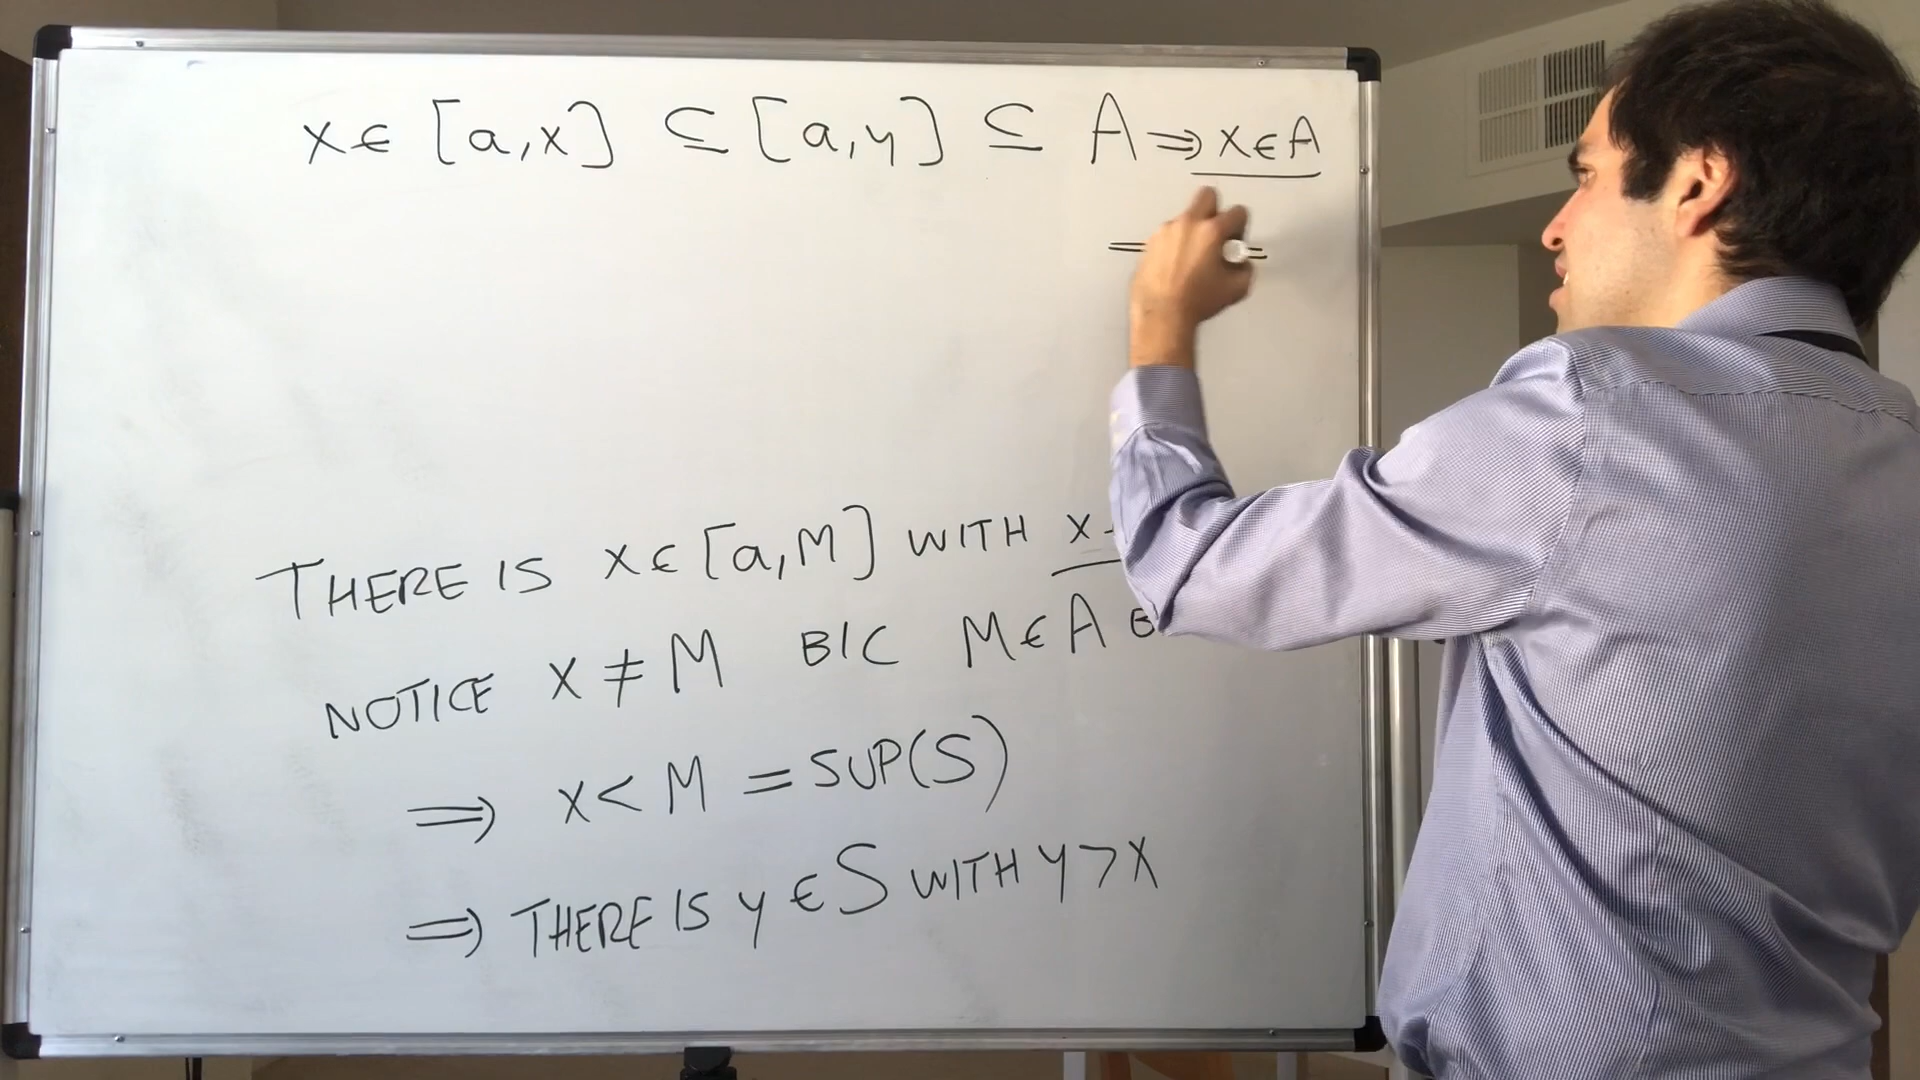 x ∈ [a,x] ⊆ [a,y] ⊆ A ⇒ x ∈ A
THERE IS x ∈ [a,M] WITH x
NOTICE x ≠ M B/C M ∈ A
⇒ x < M = SUP(S)
⇒ THERE IS y ∈ S WITH y > x